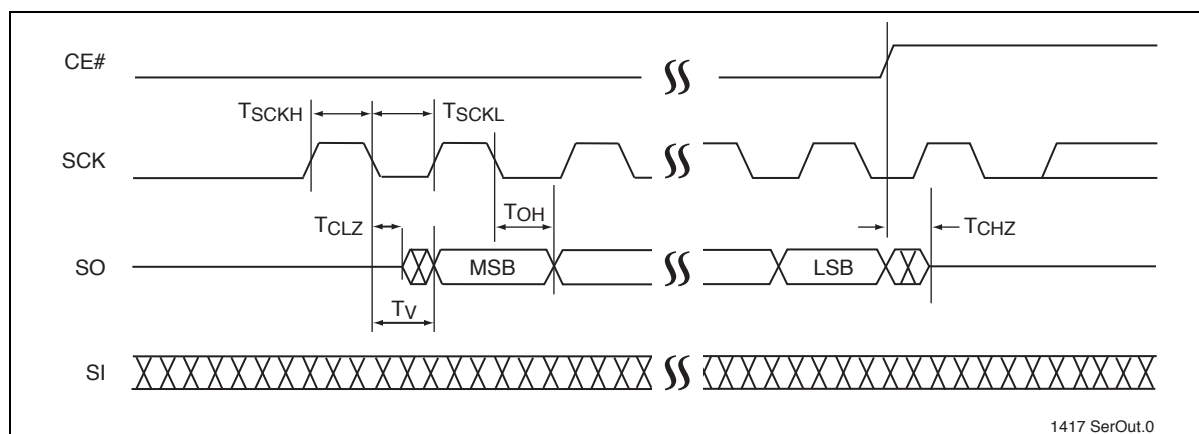 CE#
TSCKH
TSCKL
SCK
TOH
TCLZ
TCHZ
SO
MSB
LSB
TV
SI
1417 SerOut.0